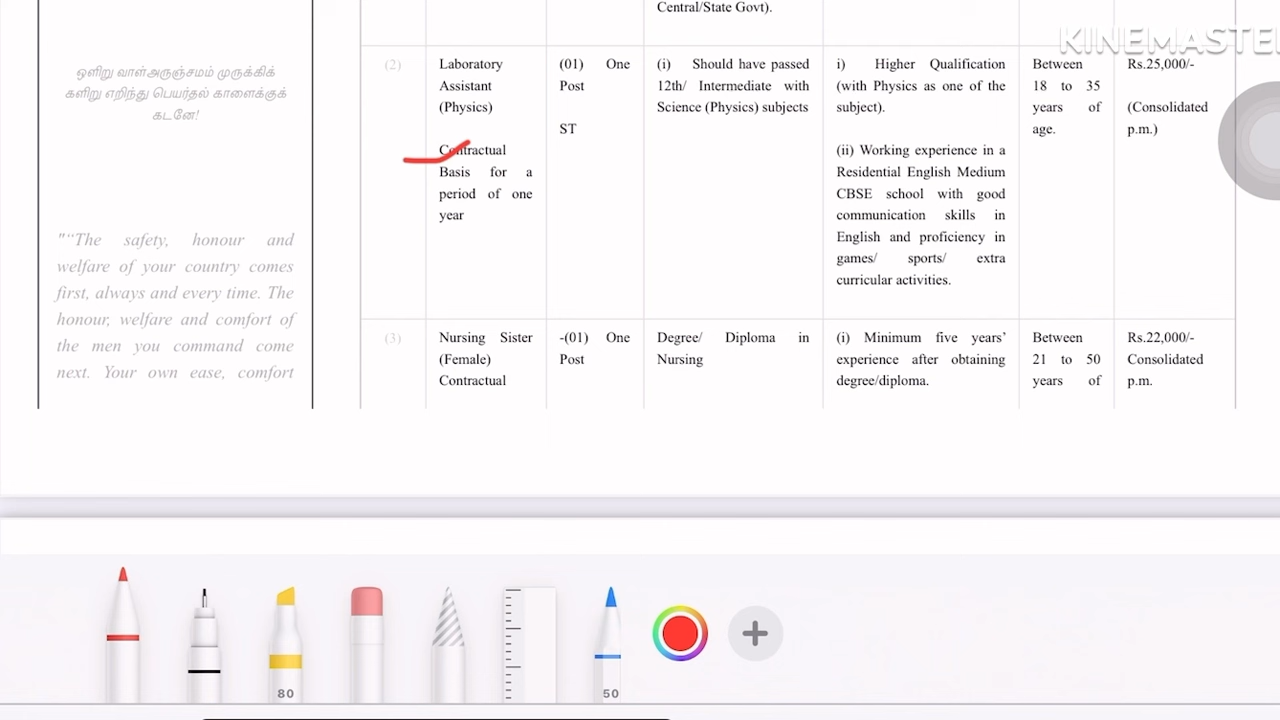 Central/State Govt).
KINEMASTE
ஒளிறு வாள்அருஞ்சமம் முருக்கிக்
களிறு எறிந்து பெயர்தல் காளைக்குக்
கடனே!
"“The safety, honour and
welfare of your country comes
first, always and every time. The
honour, welfare and comfort of
the men you command come
next. Your own ease, comfort
(2)
Laboratory
Assistant
(Physics)
Contractual
Basis for a
period of one
year
(01) One
Post
ST
(i) Should have passed
12th/ Intermediate with
Science (Physics) subjects
i) Higher Qualification
(with Physics as one of the
subject).
(ii) Working experience in a
Residential English Medium
CBSE school with good
communication skills in
English and proficiency in
games/ sports/ extra
curricular activities.
Between
18 to 35
years of
age.
Rs.25,000/-
(Consolidated
p.m.)
(3)
Nursing Sister
(Female)
Contractual
-(01) One
Post
Degree/ Diploma in
Nursing
(i) Minimum five years’
experience after obtaining
degree/diploma.
Between
21 to 50
years of
Rs.22,000/-
Consolidated
p.m.
80
50